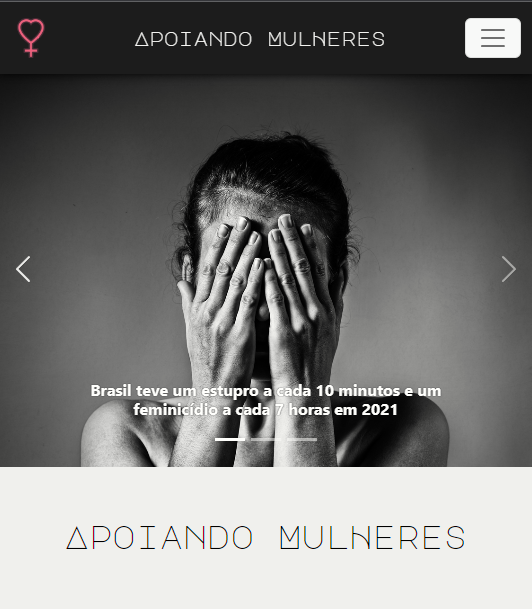 APOIANDO MULHERES
Brasil teve um estupro a cada 10 minutos e um
feminicídio a cada 7 horas em 2021
APOIANDO MULHERES